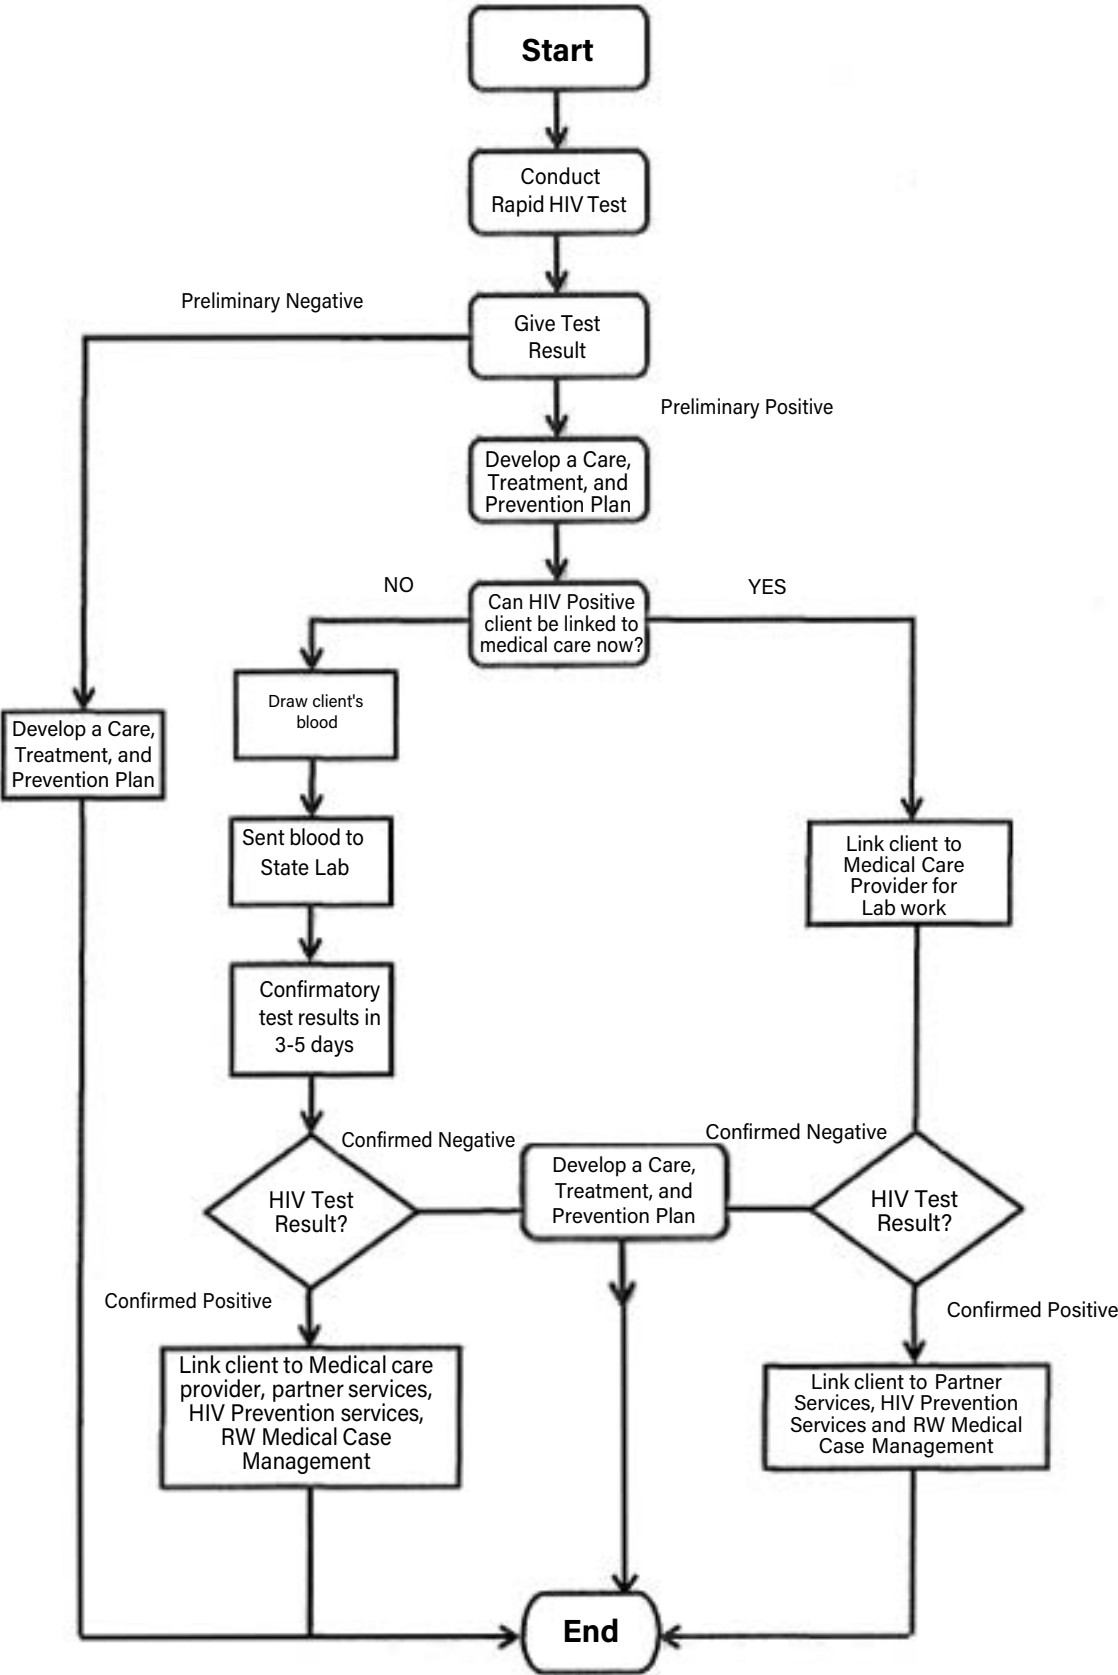 Start
Conduct
Rapid HIV Test
Preliminary Negative
Give Test
Result
Preliminary Positive
Develop a Care,
Treatment, and
Prevention Plan
NO
YES
Can HIV Positive
client be linked to
medical care now?
Draw client's
blood
Develop a Care,
Treatment, and
Prevention Plan
Sent blood to
State Lab
Link client to
Medical Care
Provider for
Lab work
Confirmatory
test results in
3-5 days
Confirmed Negative
Confirmed Negative
HIV Test
Result?
Develop a Care,
Treatment, and
Prevention Plan
HIV Test
Result?
Confirmed Positive
Confirmed Positive
Link client to Medical care
provider, partner services,
HIV Prevention services,
RW Medical Case
Management
Link client to Partner
Services, HIV Prevention
Services and RW Medical
Case Management
End